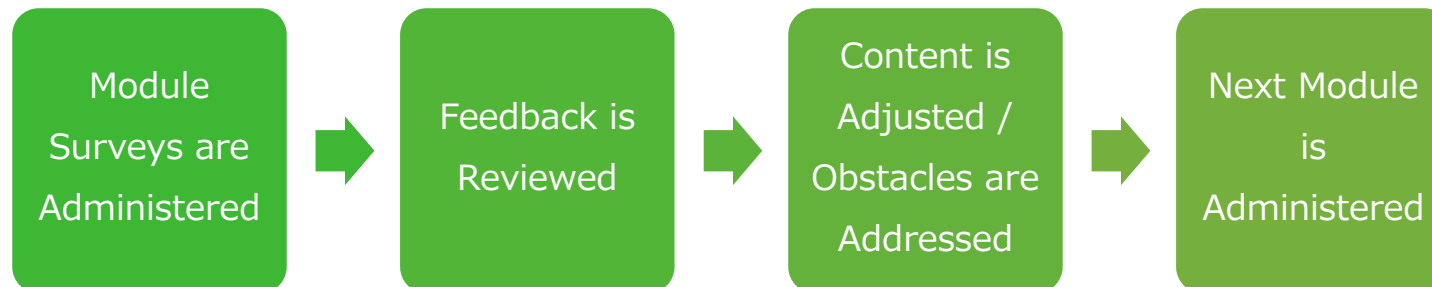 Module
Surveys are
Administered
Feedback is
Reviewed
Content is
Adjusted /
Obstacles are
Addressed
Next Module
is
Administered